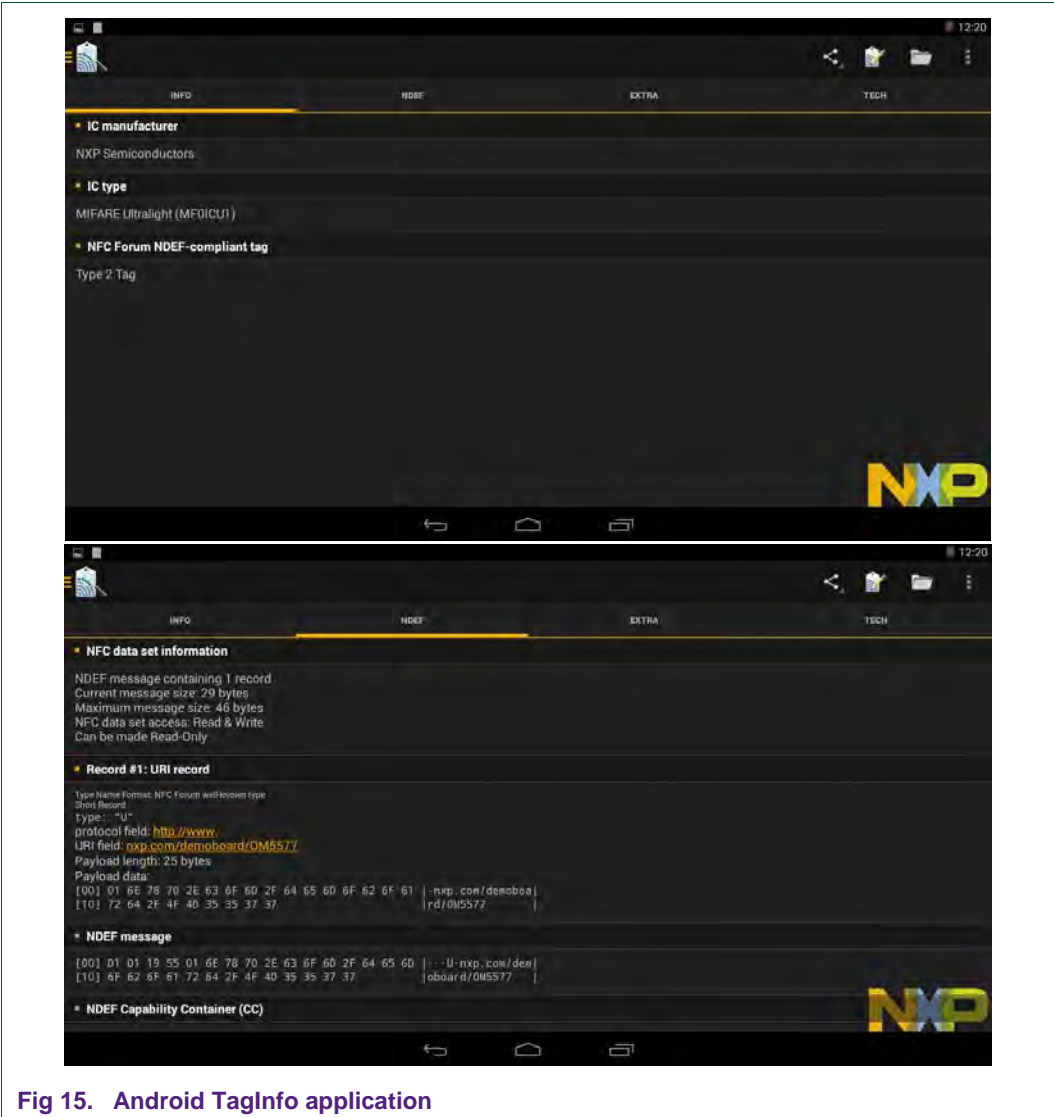 12:20
INFO NDEF EXTRA TECH
IC manufacturer
NXP Semiconductors
IC type
MIFARE Ultralight (MF0ICU1)
NFC Forum NDEF-compliant tag
Type 2 Tag
NXP
12:20
INFO NDEF EXTRA TECH
NFC data set information
NDEF message containing 1 record
Current message size: 29 bytes
Maximum message size: 46 bytes
NFC data set access: Read & Write
Can be made Read-Only
Record #1: URI record
Type Name Format: NFC Forum well-known type
Short Record
type: "U"
protocol field: http://www.
URI field: nxp.com/demoboard/OM5577
Payload length: 25 bytes
Payload data:
[00] 01 6E 78 70 2E 63 6F 6D 2F 64 65 6D 6F 62 6F 61 |·nxp.com/demoboa|
[10] 72 64 2F 4F 4D 35 35 37 37 |rd/OM5577 |
NDEF message
[00] D1 01 19 55 01 6E 78 70 2E 63 6F 6D 2F 64 65 6D |···U·nxp.com/dem|
[10] 6F 62 6F 61 72 64 2F 4F 4D 35 35 37 37 |oboard/OM5577 |
NDEF Capability Container (CC)
NXP
Fig 15. Android TagInfo application